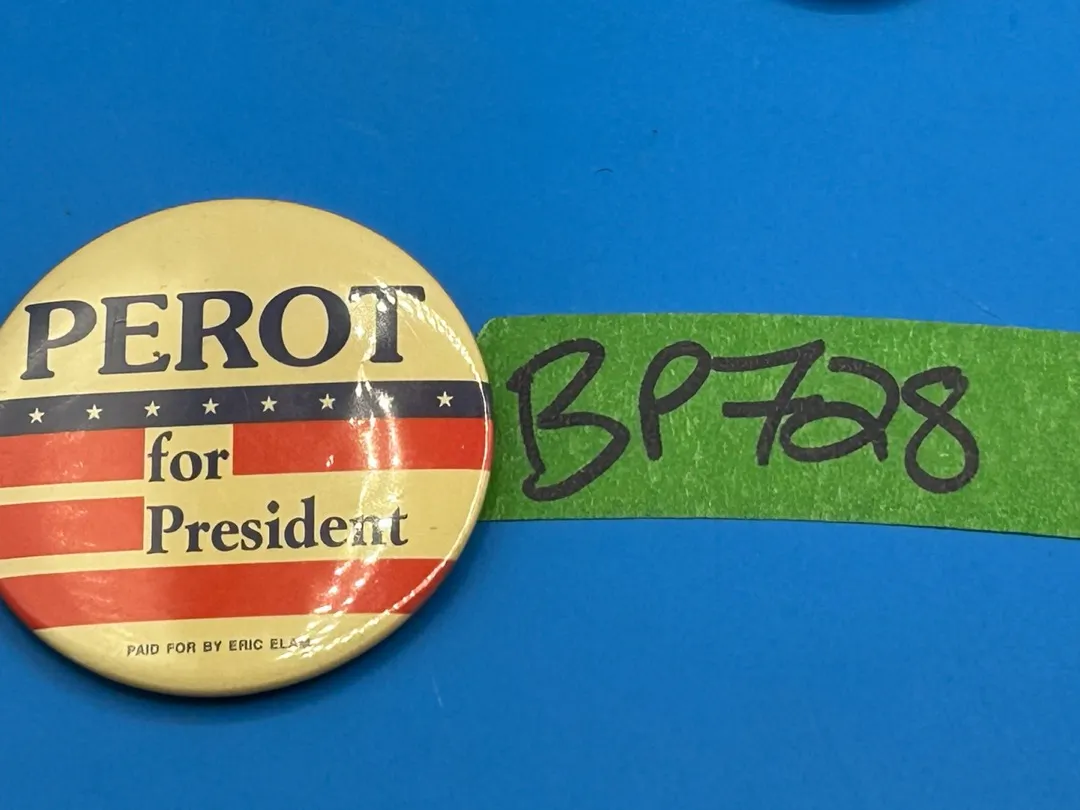 PEROT
for
President
PAID FOR BY ERIC ELAM
BP728